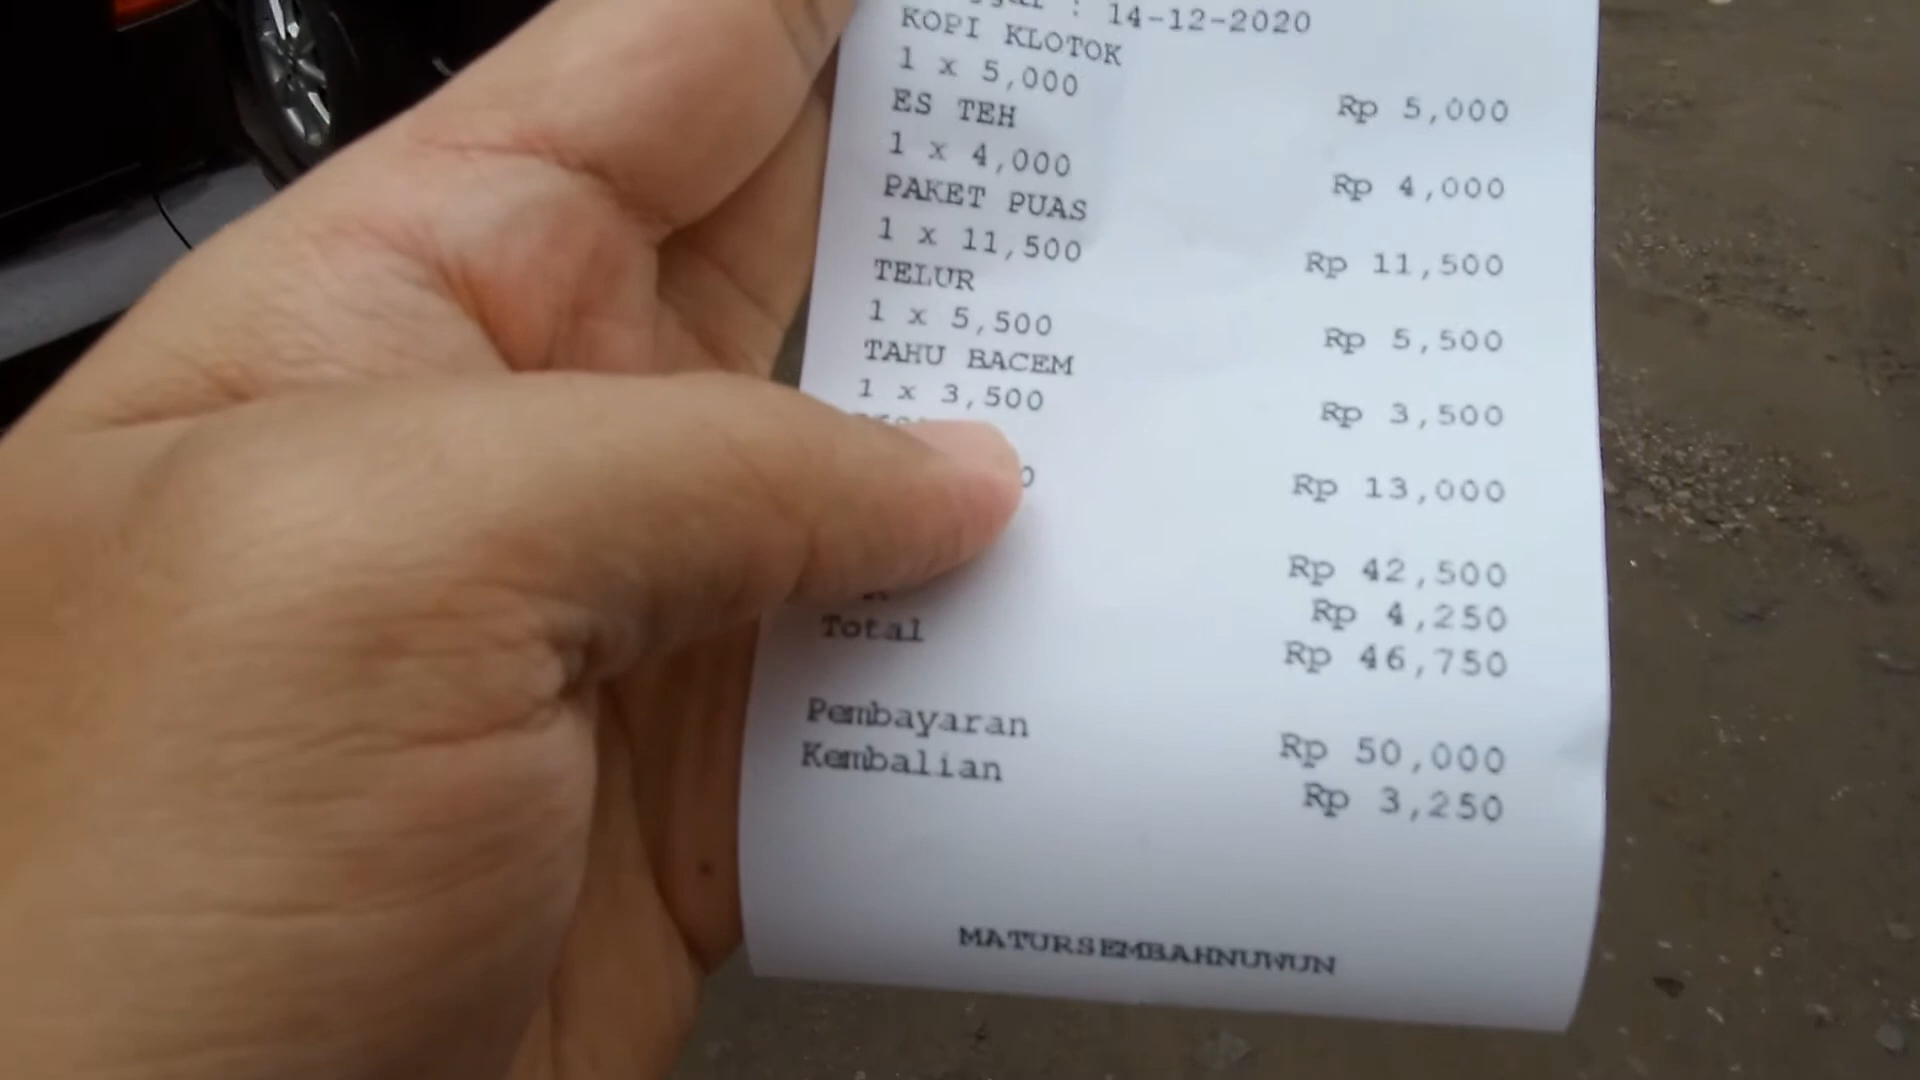 : 14-12-2020
KOPI KLOTOK
1 x 5,000 Rp 5,000
ES TEH
1 x 4,000 Rp 4,000
PAKET PUAS
1 x 11,500 Rp 11,500
TELUR
1 x 5,500 Rp 5,500
TAHU BACEM
1 x 3,500 Rp 3,500
Rp 13,000
Rp 42,500
Rp 4,250
Total Rp 46,750
Pembayaran Rp 50,000
Kembalian Rp 3,250
MATURSEMBAHNUWUN